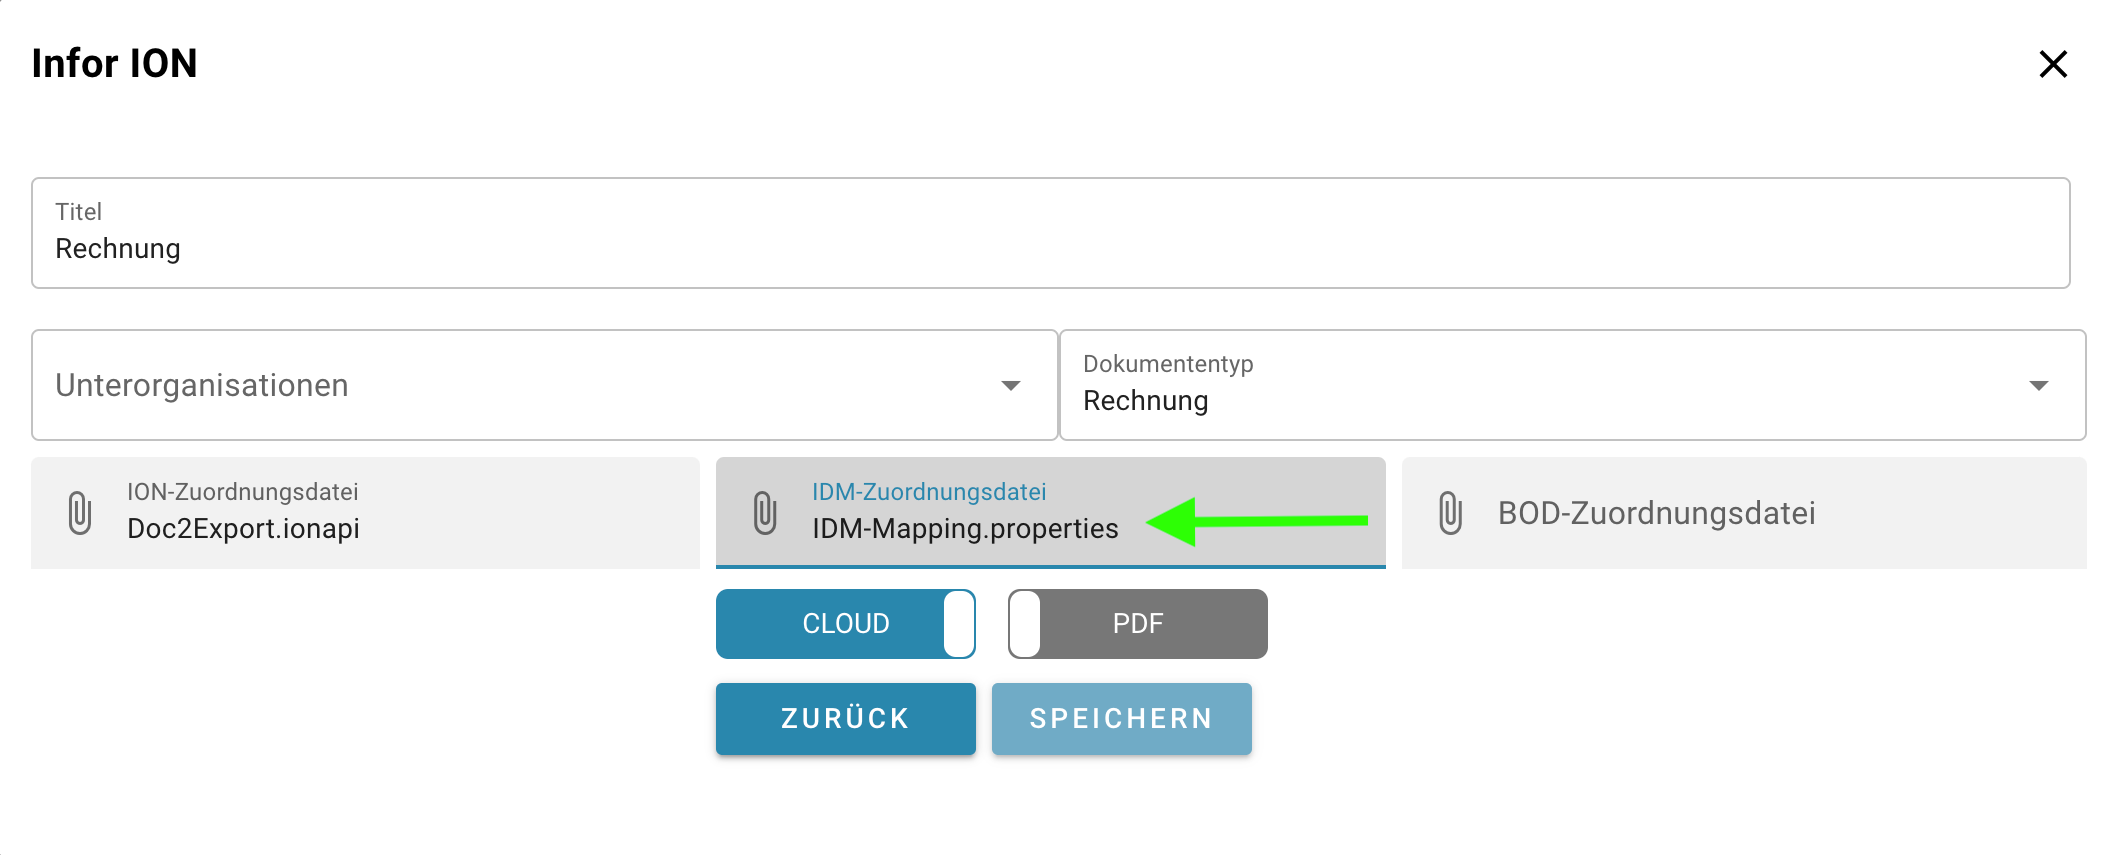 Infor ION
Titel
Rechnung
Unterorganisationen
Dokumententyp
Rechnung
ION-Zuordnungsdatei
Doc2Export.ionapi
IDM-Zuordnungsdatei
IDM-Mapping.properties
BOD-Zuordnungsdatei
CLOUD
PDF
ZURÜCK
SPEICHERN